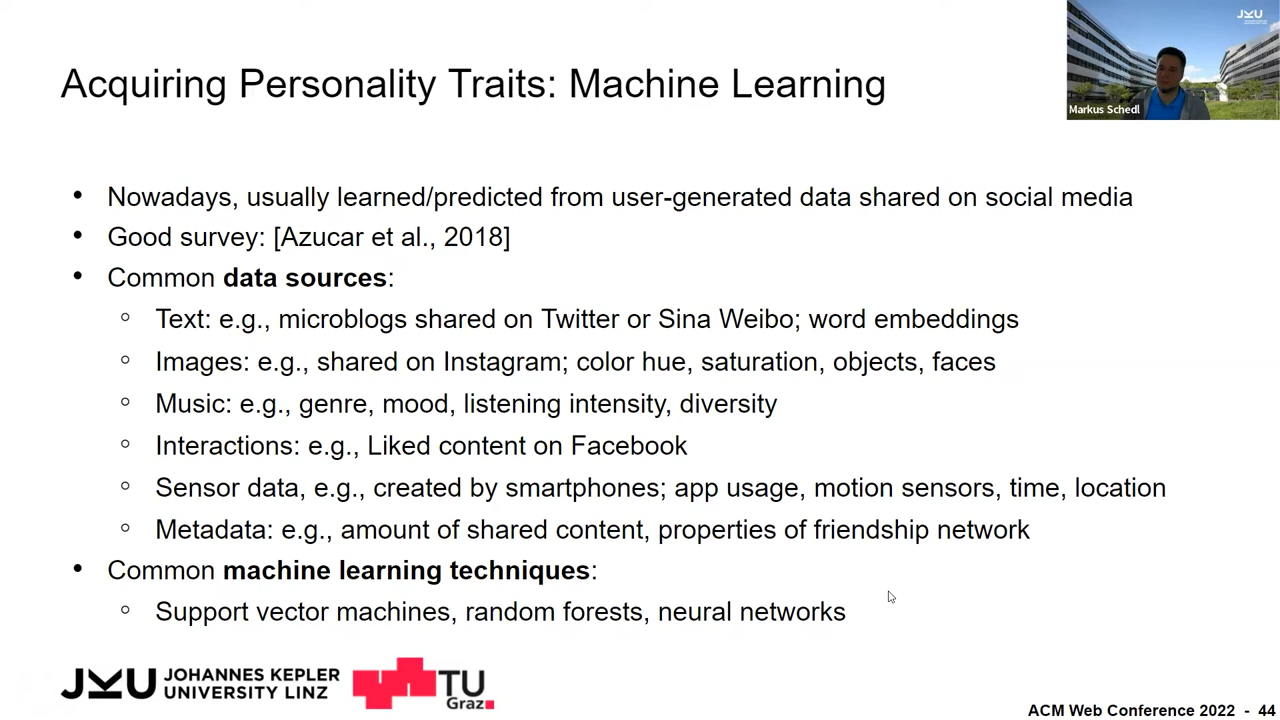 JKU
Markus Schedl
Acquiring Personality Traits: Machine Learning
• Nowadays, usually learned/predicted from user-generated data shared on social media
• Good survey: [Azucar et al., 2018]
• Common data sources:
○ Text: e.g., microblogs shared on Twitter or Sina Weibo; word embeddings
○ Images: e.g., shared on Instagram; color hue, saturation, objects, faces
○ Music: e.g., genre, mood, listening intensity, diversity
○ Interactions: e.g., Liked content on Facebook
○ Sensor data, e.g., created by smartphones; app usage, motion sensors, time, location
○ Metadata: e.g., amount of shared content, properties of friendship network
• Common machine learning techniques:
○ Support vector machines, random forests, neural networks
JKU JOHANNES KEPLER
UNIVERSITY LINZ
TU
Graz
ACM Web Conference 2022 - 44